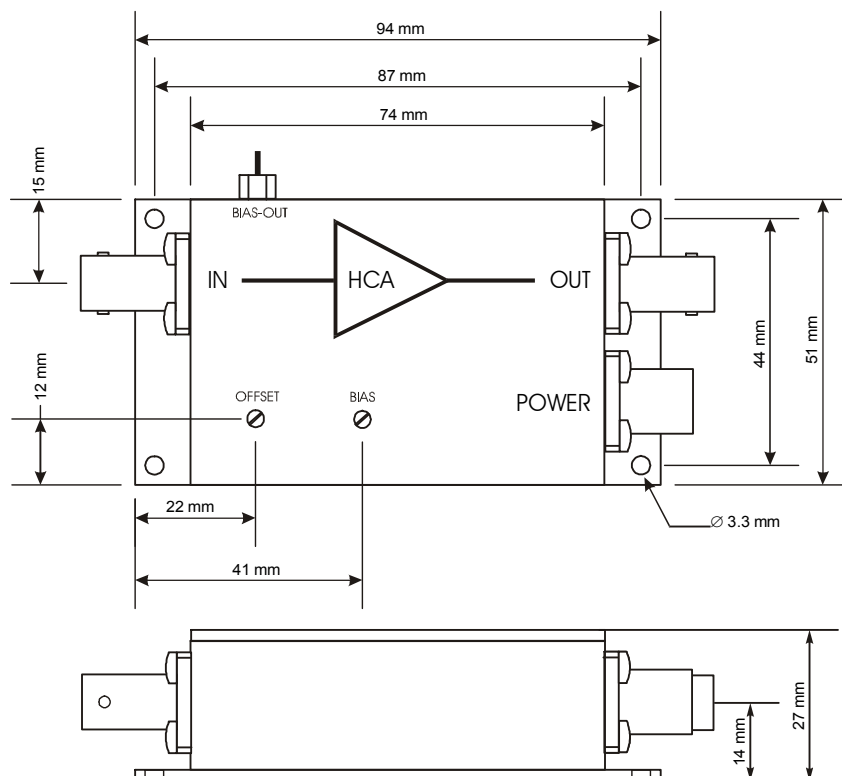 94 mm
87 mm
74 mm
15 mm
BIAS-OUT
IN
HCA
OUT
12 mm
44 mm
51 mm
OFFSET
BIAS
POWER
22 mm
∅ 3.3 mm
41 mm
27 mm
14 mm